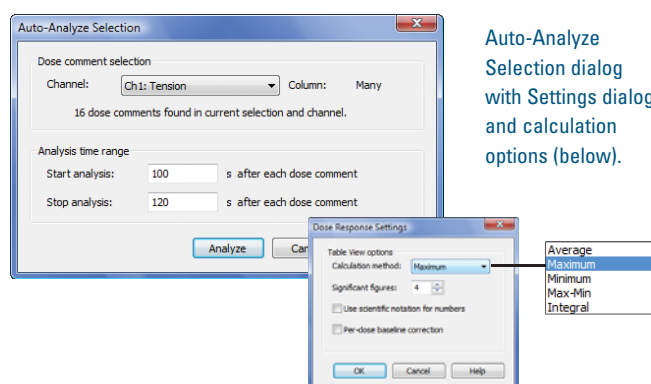 Auto-Analyze Selection
Dose comment selection
Channel: Ch1: Tension Column: Many
16 dose comments found in current selection and channel.
Analysis time range
Start analysis: 100 s after each dose comment
Stop analysis: 120 s after each dose comment
Analyze Can
Auto-Analyze
Selection dialog
with Settings dialog
and calculation
options (below).
Dose Response Settings
Table View options
Calculation method: Maximum
Significant figures: 4
Use scientific notation for numbers
Per-dose baseline correction
OK Cancel Help
Average
Maximum
Minimum
Max-Min
Integral